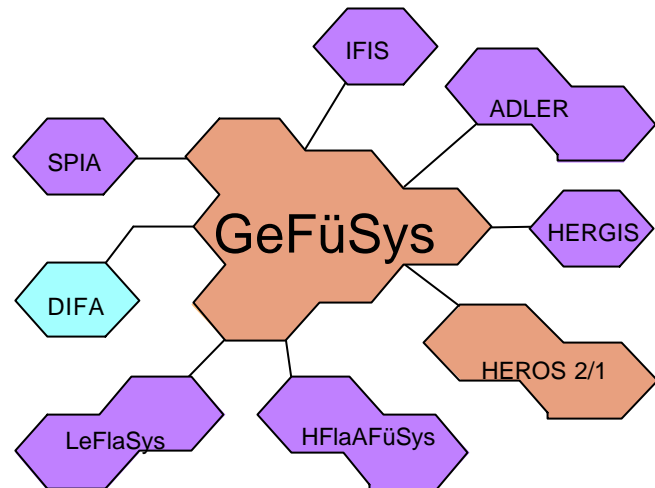 IFIS
ADLER
SPIA
GeFüSys
HERGIS
DIFA
HEROS 2/1
LeFlaSys
HFlaAFüSys